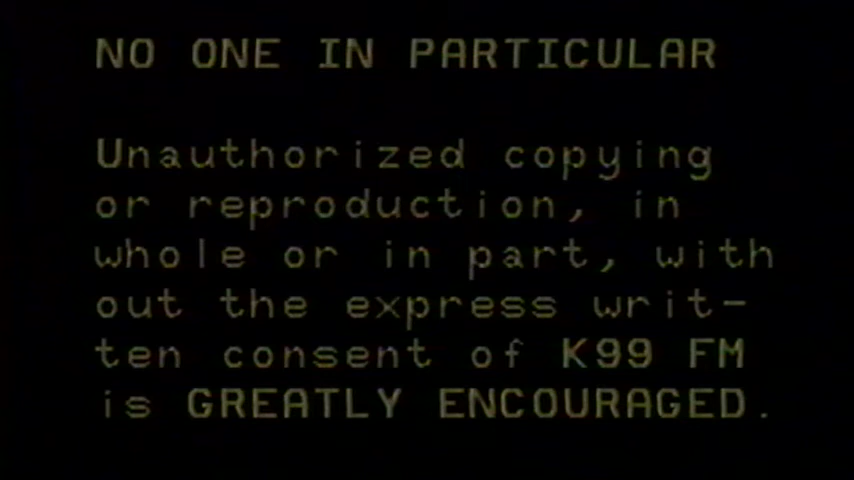 NO ONE IN PARTICULAR
Unauthorized copying
or reproduction, in
whole or in part, with
out the express writ-
ten consent of K99 FM
is GREATLY ENCOURAGED.